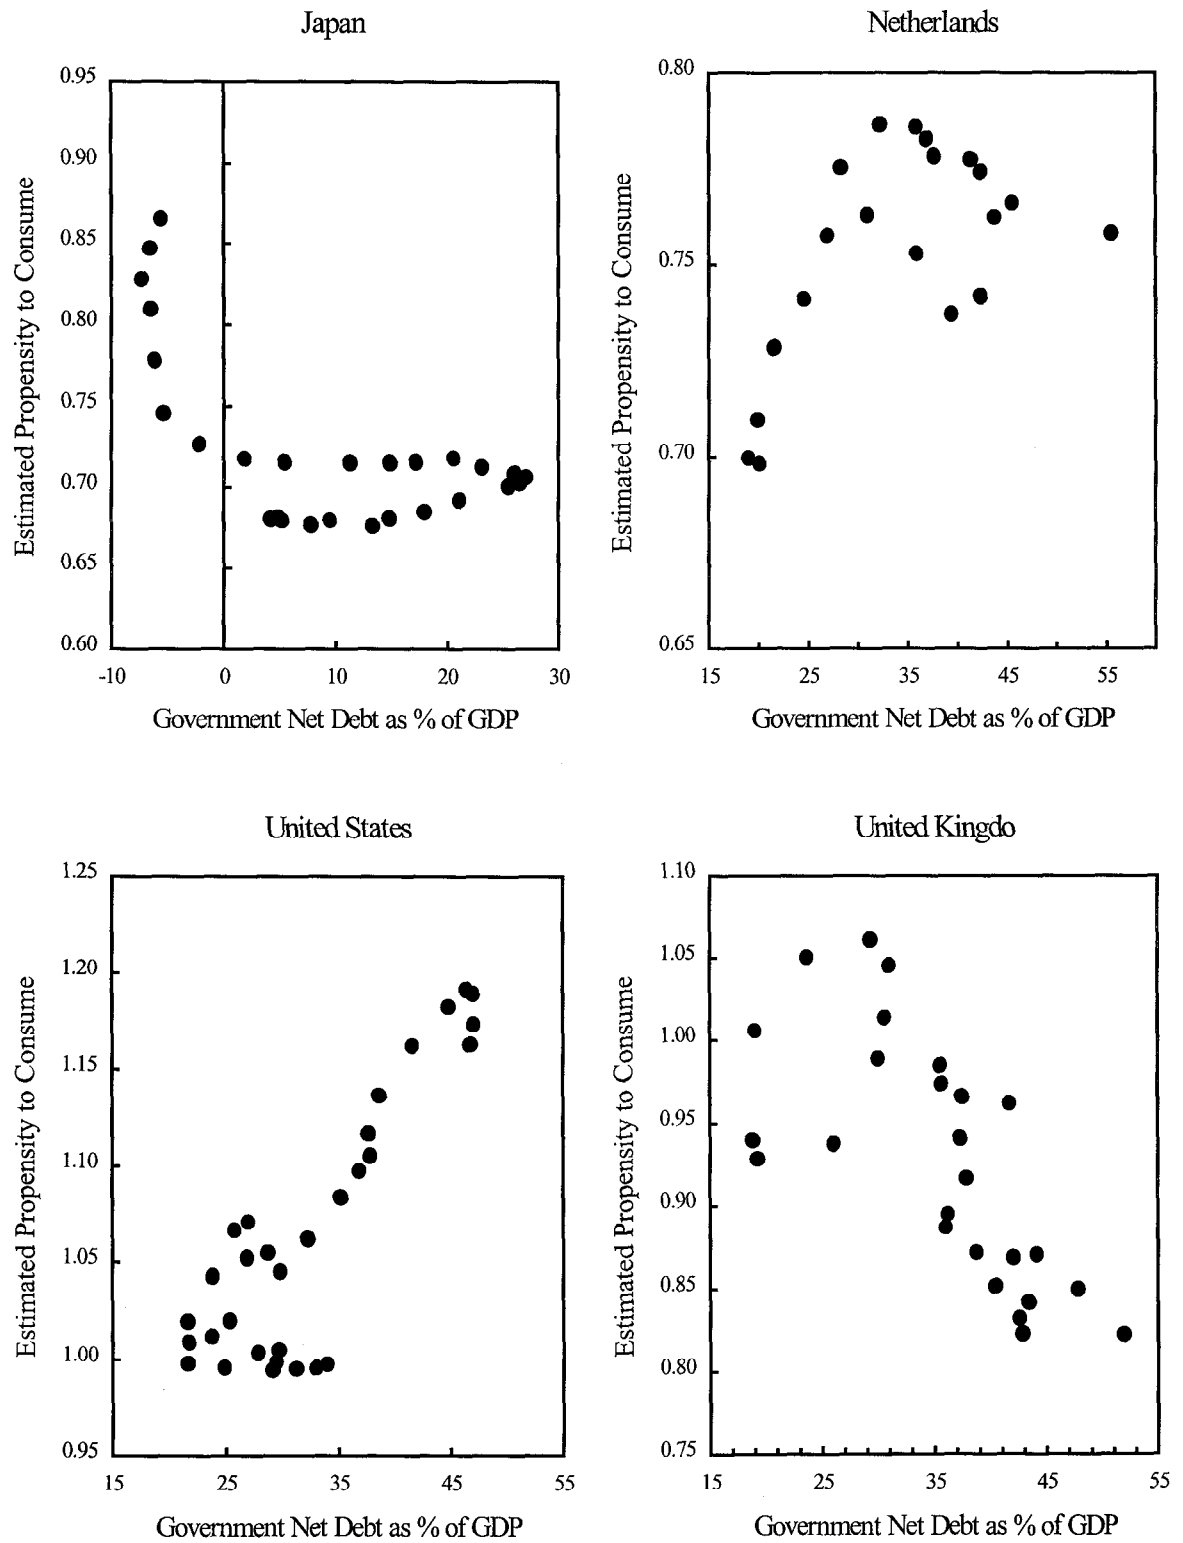 Japan
0.95
0.90
0.85
0.80
0.75
0.70
0.65
0.60
Estimated Propensity to Consume
-10 0 10 20 30
Government Net Debt as % of GDP
Netherlands
0.80
0.75
0.70
0.65
Estimated Propensity to Consume
15 25 35 45 55
Government Net Debt as % of GDP
United States
1.25
1.20
1.15
1.10
1.05
1.00
0.95
Estimated Propensity to Consume
15 25 35 45 55
Government Net Debt as % of GDP
United Kingdo
1.10
1.05
1.00
0.95
0.90
0.85
0.80
0.75
Estimated Propensity to Consume
15 25 35 45 55
Government Net Debt as % of GDP